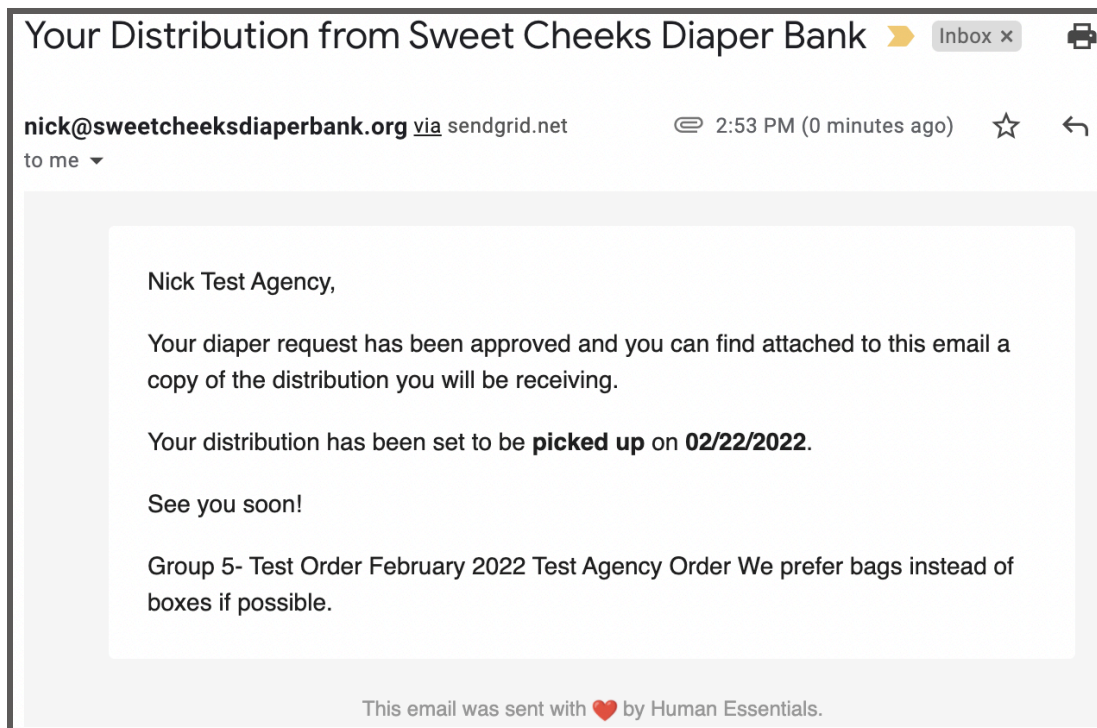 Your Distribution from Sweet Cheeks Diaper Bank Inbox ×
nick@sweetcheeksdiaperbank.org via sendgrid.net 2:53 PM (0 minutes ago)
to me
Nick Test Agency,
Your diaper request has been approved and you can find attached to this email a
copy of the distribution you will be receiving.
Your distribution has been set to be picked up on 02/22/2022.
See you soon!
Group 5- Test Order February 2022 Test Agency Order We prefer bags instead of
boxes if possible.
This email was sent with ❤️ by Human Essentials.